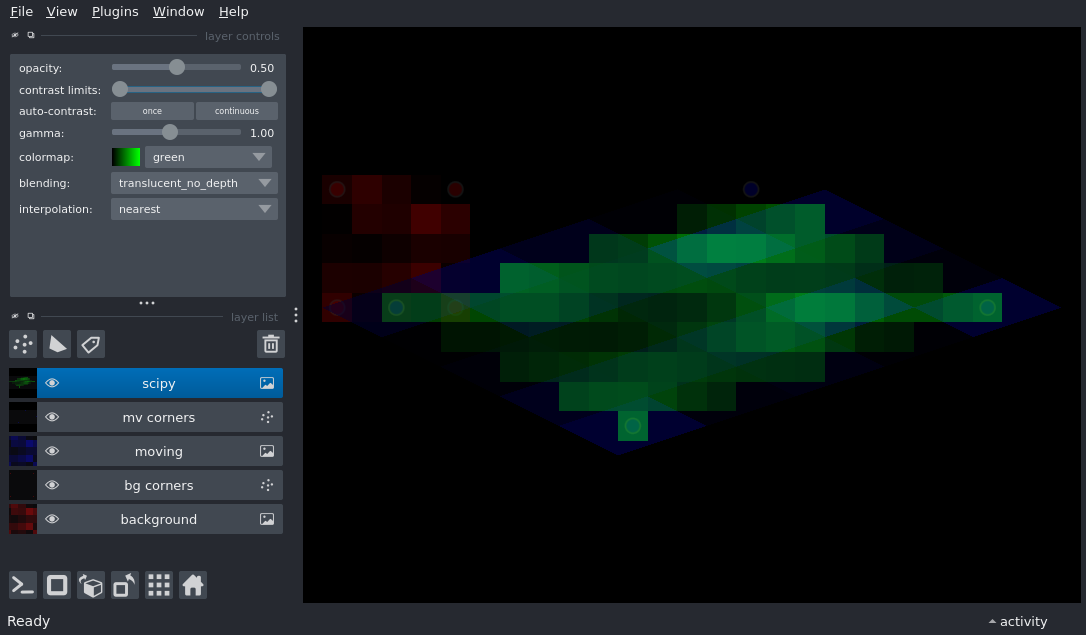 File View Plugins Window Help
layer controls
opacity: 0.50
contrast limits:
auto-contrast: once continuous
gamma: 1.00
colormap: green
blending: translucent_no_depth
interpolation: nearest
layer list
scipy
mv corners
moving
bg corners
background
Ready
activity